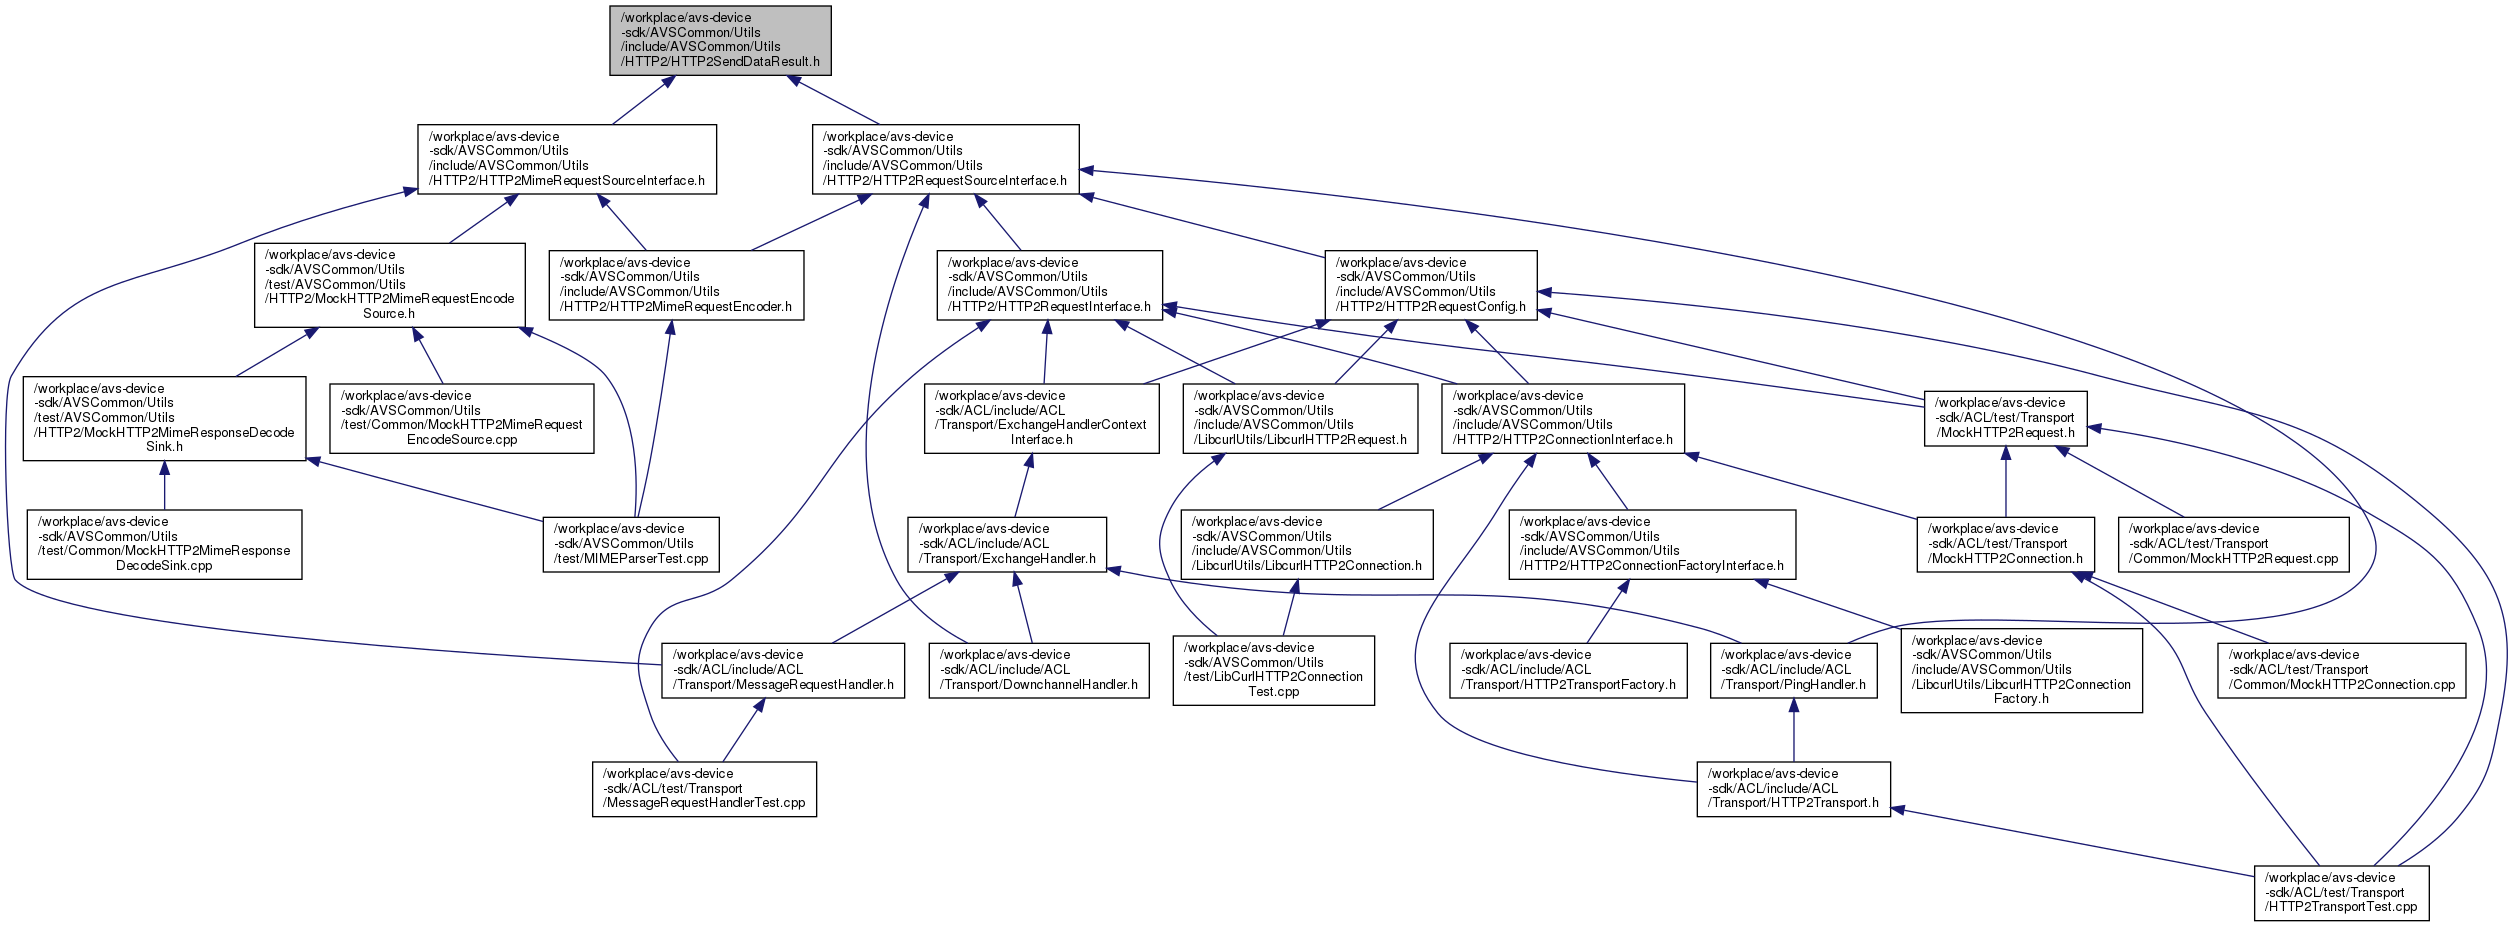 /workplace/avs-device
-sdk/AVSCommon/Utils
/include/AVSCommon/Utils
/HTTP2/HTTP2SendDataResult.h
/workplace/avs-device
-sdk/AVSCommon/Utils
/include/AVSCommon/Utils
/HTTP2/HTTP2MimeRequestSourceInterface.h
/workplace/avs-device
-sdk/AVSCommon/Utils
/include/AVSCommon/Utils
/HTTP2/HTTP2RequestSourceInterface.h
/workplace/avs-device
-sdk/AVSCommon/Utils
/test/AVSCommon/Utils
/HTTP2/MockHTTP2MimeRequestEncode
Source.h
/workplace/avs-device
-sdk/AVSCommon/Utils
/include/AVSCommon/Utils
/HTTP2/HTTP2MimeRequestEncoder.h
/workplace/avs-device
-sdk/AVSCommon/Utils
/include/AVSCommon/Utils
/HTTP2/HTTP2RequestInterface.h
/workplace/avs-device
-sdk/AVSCommon/Utils
/include/AVSCommon/Utils
/HTTP2/HTTP2RequestConfig.h
/workplace/avs-device
-sdk/AVSCommon/Utils
/test/AVSCommon/Utils
/HTTP2/MockHTTP2MimeResponseDecode
Sink.h
/workplace/avs-device
-sdk/AVSCommon/Utils
/test/Common/MockHTTP2MimeRequest
EncodeSource.cpp
/workplace/avs-device
-sdk/ACL/include/ACL
/Transport/ExchangeHandlerContext
Interface.h
/workplace/avs-device
-sdk/AVSCommon/Utils
/include/AVSCommon/Utils
/LibcurlUtils/LibcurlHTTP2Request.h
/workplace/avs-device
-sdk/AVSCommon/Utils
/include/AVSCommon/Utils
/HTTP2/HTTP2ConnectionInterface.h
/workplace/avs-device
-sdk/ACL/test/Transport
/MockHTTP2Request.h
/workplace/avs-device
-sdk/AVSCommon/Utils
/test/Common/MockHTTP2MimeResponse
DecodeSink.cpp
/workplace/avs-device
-sdk/AVSCommon/Utils
/test/MIMEParserTest.cpp
/workplace/avs-device
-sdk/ACL/include/ACL
/Transport/ExchangeHandler.h
/workplace/avs-device
-sdk/AVSCommon/Utils
/include/AVSCommon/Utils
/LibcurlUtils/LibcurlHTTP2Connection.h
/workplace/avs-device
-sdk/AVSCommon/Utils
/include/AVSCommon/Utils
/HTTP2/HTTP2ConnectionFactoryInterface.h
/workplace/avs-device
-sdk/ACL/test/Transport
/MockHTTP2Connection.h
/workplace/avs-device
-sdk/ACL/test/Transport
/Common/MockHTTP2Request.cpp
/workplace/avs-device
-sdk/ACL/include/ACL
/Transport/MessageRequestHandler.h
/workplace/avs-device
-sdk/ACL/include/ACL
/Transport/DownchannelHandler.h
/workplace/avs-device
-sdk/AVSCommon/Utils
/test/LibCurlHTTP2Connection
Test.cpp
/workplace/avs-device
-sdk/ACL/include/ACL
/Transport/HTTP2TransportFactory.h
/workplace/avs-device
-sdk/ACL/include/ACL
/Transport/PingHandler.h
/workplace/avs-device
-sdk/AVSCommon/Utils
/include/AVSCommon/Utils
/LibcurlUtils/LibcurlHTTP2Connection
Factory.h
/workplace/avs-device
-sdk/ACL/test/Transport
/Common/MockHTTP2Connection.cpp
/workplace/avs-device
-sdk/ACL/test/Transport
/MessageRequestHandlerTest.cpp
/workplace/avs-device
-sdk/ACL/include/ACL
/Transport/HTTP2Transport.h
/workplace/avs-device
-sdk/ACL/test/Transport
/HTTP2TransportTest.cpp